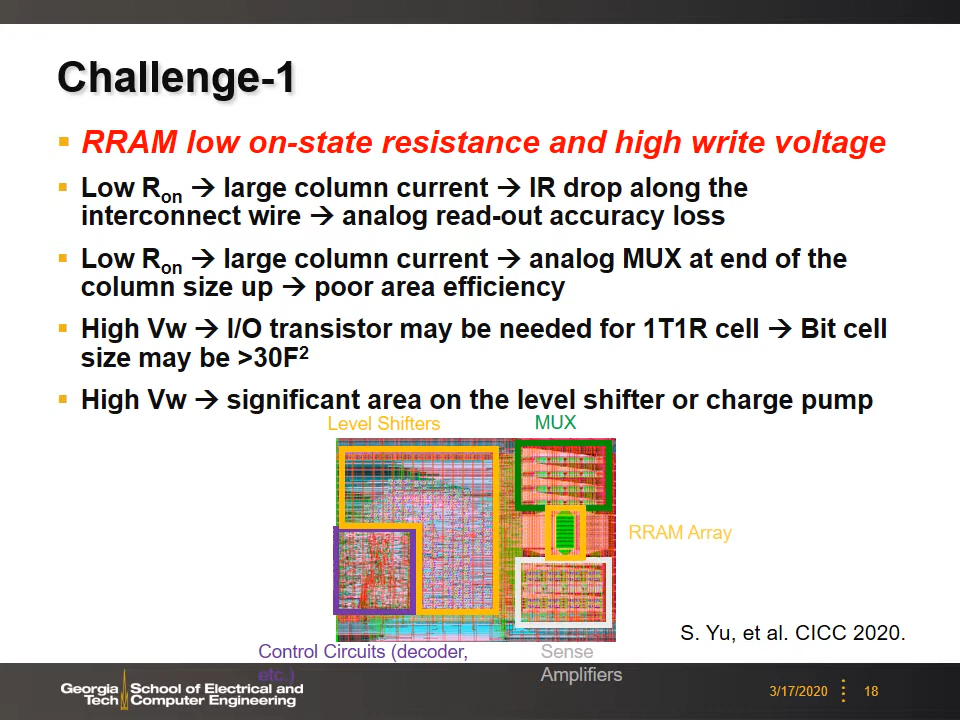 Challenge-1
RRAM low on-state resistance and high write voltage
Low Ron → large column current → IR drop along the
interconnect wire → analog read-out accuracy loss
Low Ron → large column current → analog MUX at end of the
column size up → poor area efficiency
High Vw → I/O transistor may be needed for 1T1R cell → Bit cell
size may be >30F²
High Vw → significant area on the level shifter or charge pump
Level Shifters
MUX
RRAM Array
S. Yu, et al. CICC 2020.
Control Circuits (decoder,
etc.)
Sense
Amplifiers
Georgia
Tech
School of Electrical and
Computer Engineering
3/17/2020
18